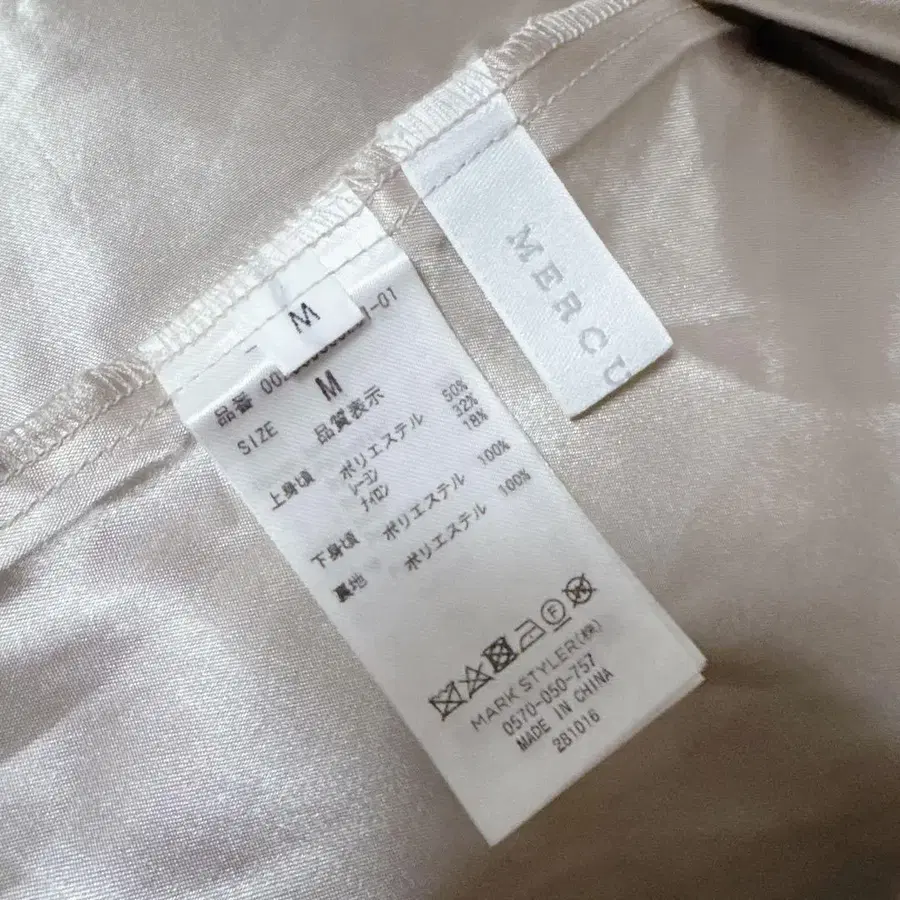 MERCU
M
品番 00 1-01
SIZE M
品質表示
上身頃 ポリエステル 50%
レーヨン 32%
ナイロン 18%
下身頃 ポリエステル 100%
裏地 ポリエステル 100%
MARK STYLER(株)
0570-050-757
MADE IN CHINA
281016